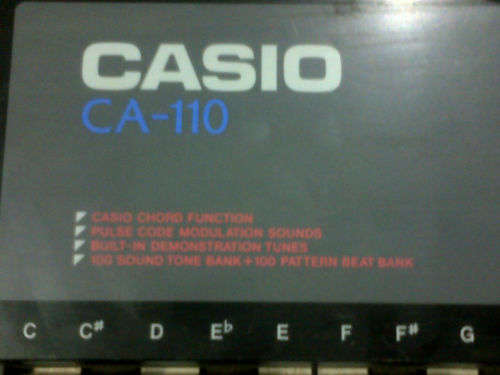 CASIO
CA-110
CASIO CHORD FUNCTION
PULSE CODE MODULATION SOUNDS
BUILT-IN DEMONSTRATION TUNES
100 SOUND TONE BANK+100 PATTERN BEAT BANK
C C# D E♭ E F F# G